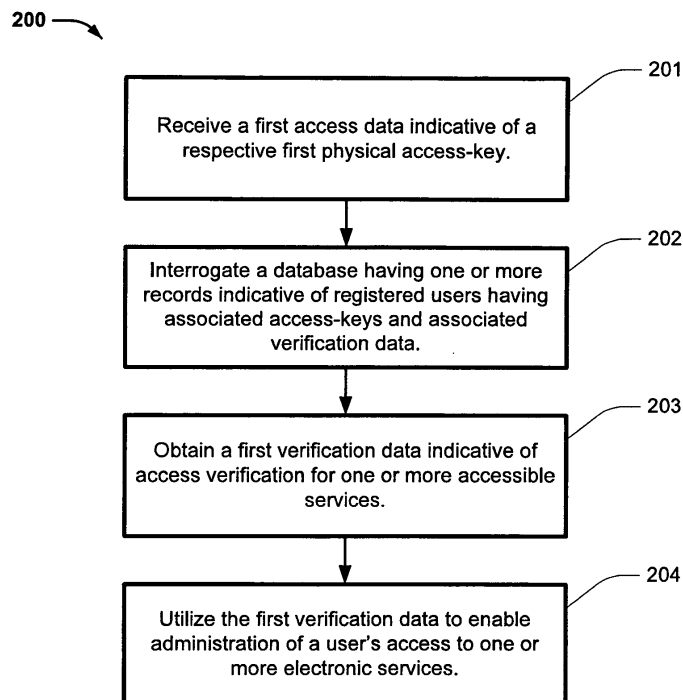 200
201
Receive a first access data indicative of a
respective first physical access-key.
202
Interrogate a database having one or more
records indicative of registered users having
associated access-keys and associated
verification data.
203
Obtain a first verification data indicative of
access verification for one or more accessible
services.
204
Utilize the first verification data to enable
administration of a user's access to one or
more electronic services.